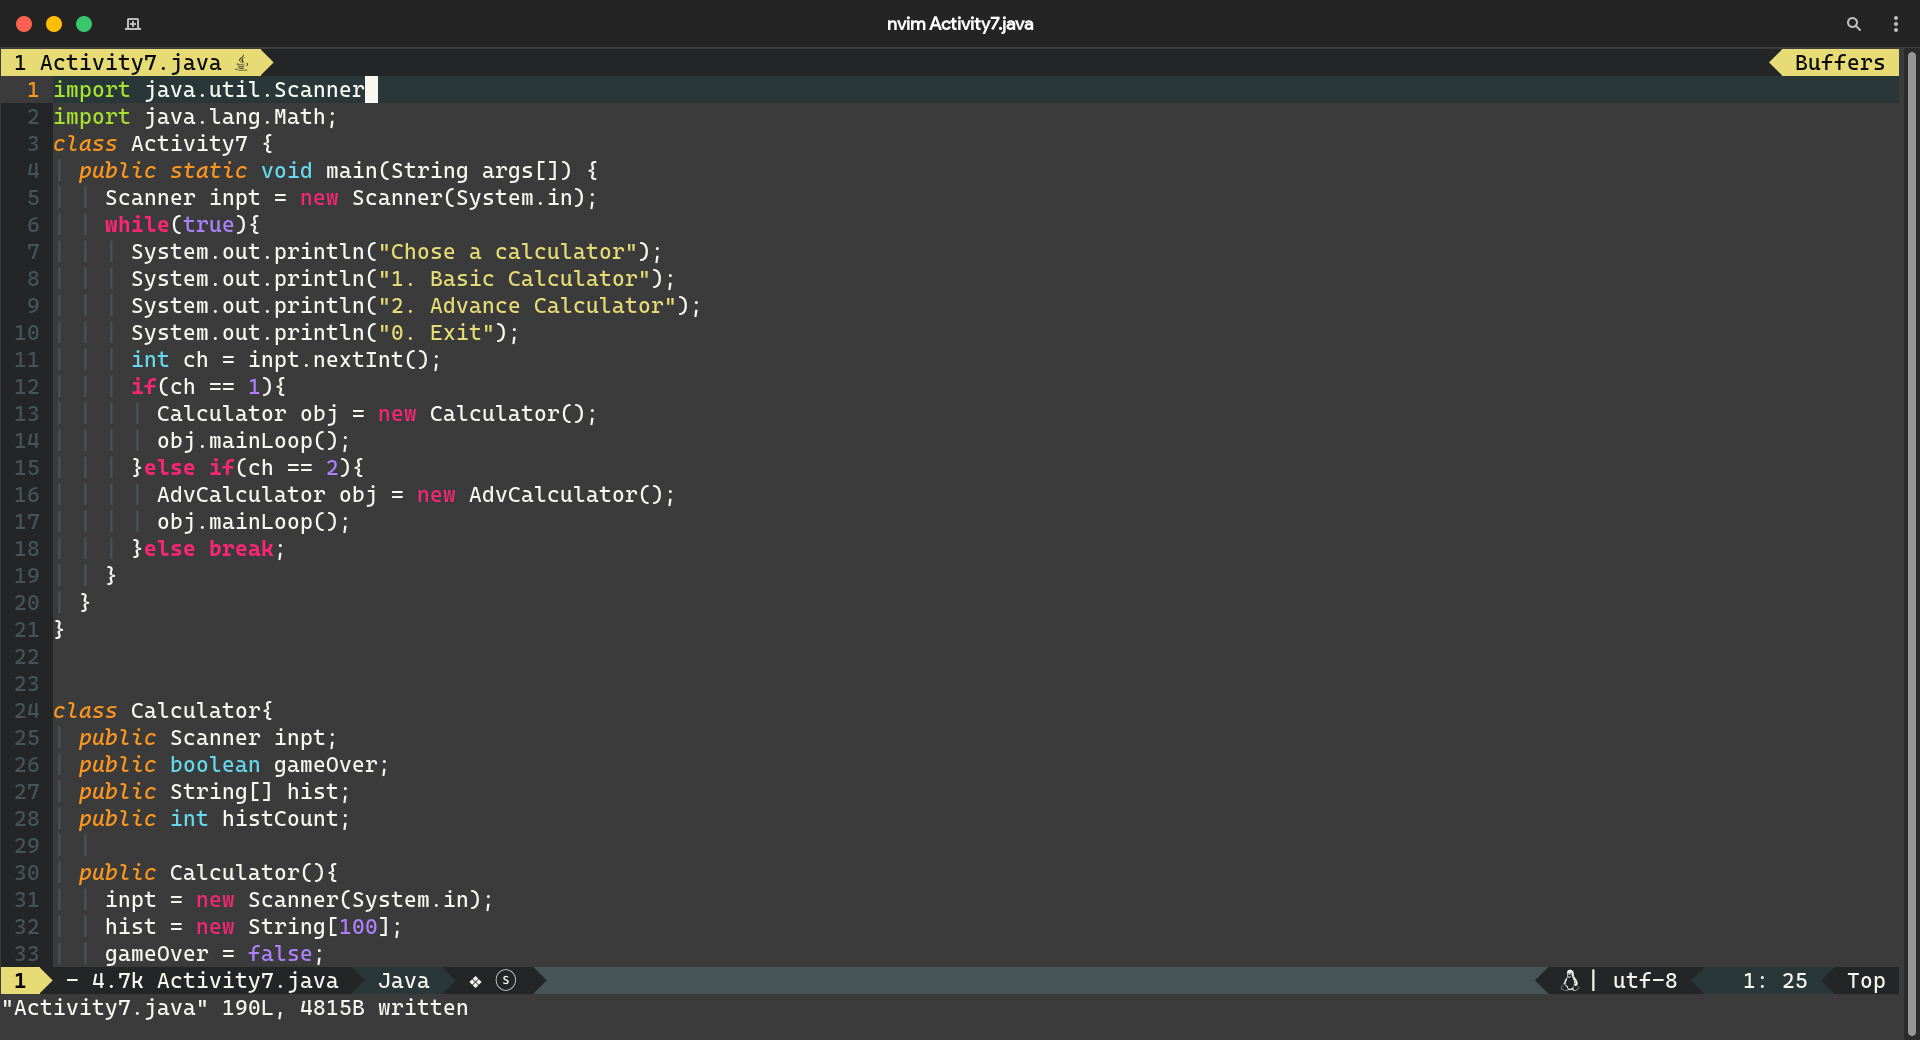 nvim Activity7.java
1 Activity7.java
Buffers
1 import java.util.Scanner
2 import java.lang.Math;
3 class Activity7 {
4 public static void main(String args[]) {
5 Scanner inpt = new Scanner(System.in);
6 while(true){
7 System.out.println("Chose a calculator");
8 System.out.println("1. Basic Calculator");
9 System.out.println("2. Advance Calculator");
10 System.out.println("0. Exit");
11 int ch = inpt.nextInt();
12 if(ch == 1){
13 Calculator obj = new Calculator();
14 obj.mainLoop();
15 }else if(ch == 2){
16 AdvCalculator obj = new AdvCalculator();
17 obj.mainLoop();
18 }else break;
19 }
20 }
21 }
22
23
24 class Calculator{
25 public Scanner inpt;
26 public boolean gameOver;
27 public String[] hist;
28 public int histCount;
29
30 public Calculator(){
31 inpt = new Scanner(System.in);
32 hist = new String[100];
33 gameOver = false;
1 - 4.7k Activity7.java Java ❖ Ⓢ utf-8 1: 25 Top
"Activity7.java" 190L, 4815B written